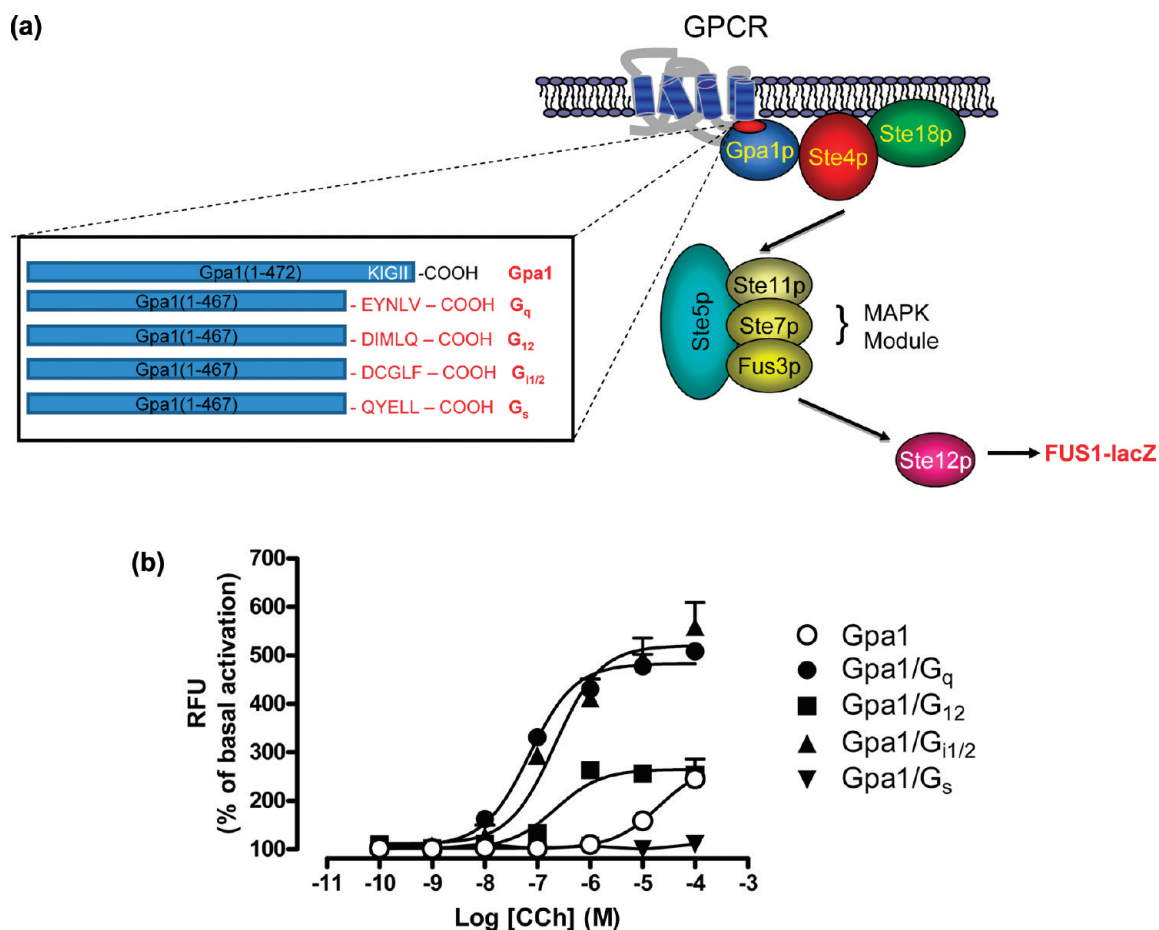 (a)
GPCR
Gpa1p
Ste4p
Ste18p
Gpa1(1-472) KIGII -COOH Gpa1
Gpa1(1-467) - EYNLV – COOH Gq
Gpa1(1-467) - DIMLQ – COOH G12
Gpa1(1-467) - DCGLF – COOH Gi1/2
Gpa1(1-467) - QYELL – COOH Gs
Ste5p
Ste11p
Ste7p
Fus3p
} MAPK
Module
Ste12p
FUS1-lacZ
(b)
RFU
(% of basal activation)
700
600
500
400
300
200
100
-11 -10 -9 -8 -7 -6 -5 -4 -3
Log [CCh] (M)
Gpa1
Gpa1/Gq
Gpa1/G12
Gpa1/Gi1/2
Gpa1/Gs